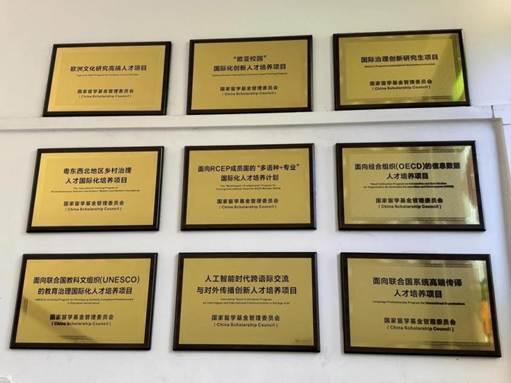 欧洲文化研究高端人才项目
国家留学基金管理委员会
(China Scholarship Council)
“欧亚校园”
国际化创新人才培养项目
国家留学基金管理委员会
(China Scholarship Council)
国际治理创新研究生项目
国家留学基金管理委员会
(China Scholarship Council)
粤东西北地区乡村治理
人才国际化培养项目
国家留学基金管理委员会
(China Scholarship Council)
面向RCEP成员国的“多语种+专业”
国际化人才培养计划
国家留学基金管理委员会
(China Scholarship Council)
面向经合组织(OECD)的信息数据
人才培养项目
国家留学基金管理委员会
(China Scholarship Council)
面向联合国教科文组织(UNESCO)
的教育治理国际化人才培养项目
国家留学基金管理委员会
(China Scholarship Council)
人工智能时代跨语际交流
与对外传播创新人才培养项目
国家留学基金管理委员会
(China Scholarship Council)
面向联合国系统高端传译
人才培养项目
国家留学基金管理委员会
(China Scholarship Council)